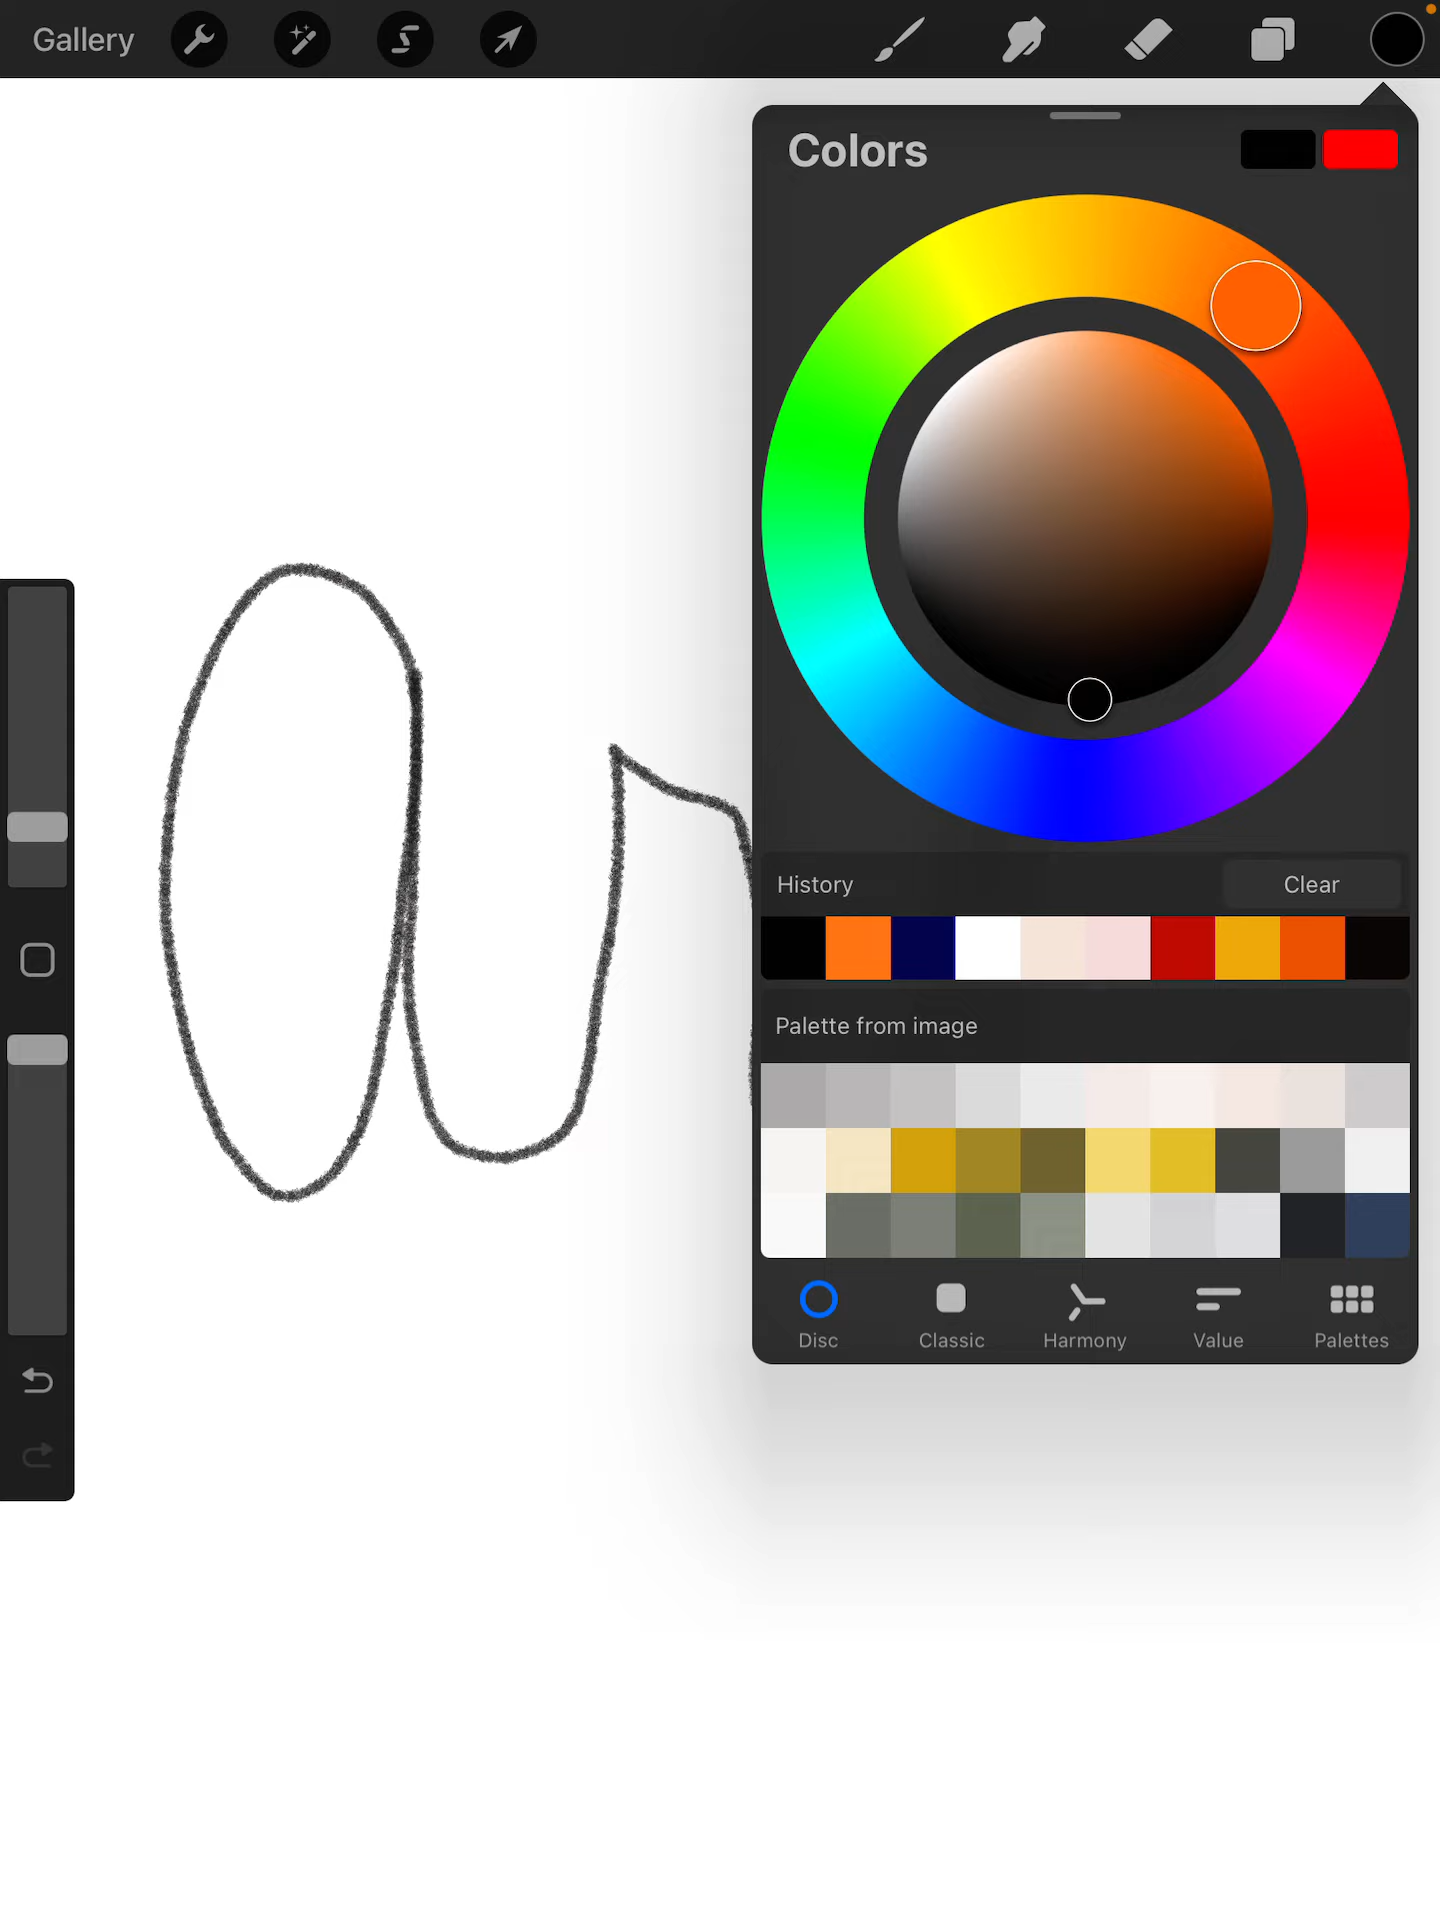 Gallery
Colors
History Clear
Palette from image
Disc Classic Harmony Value Palettes